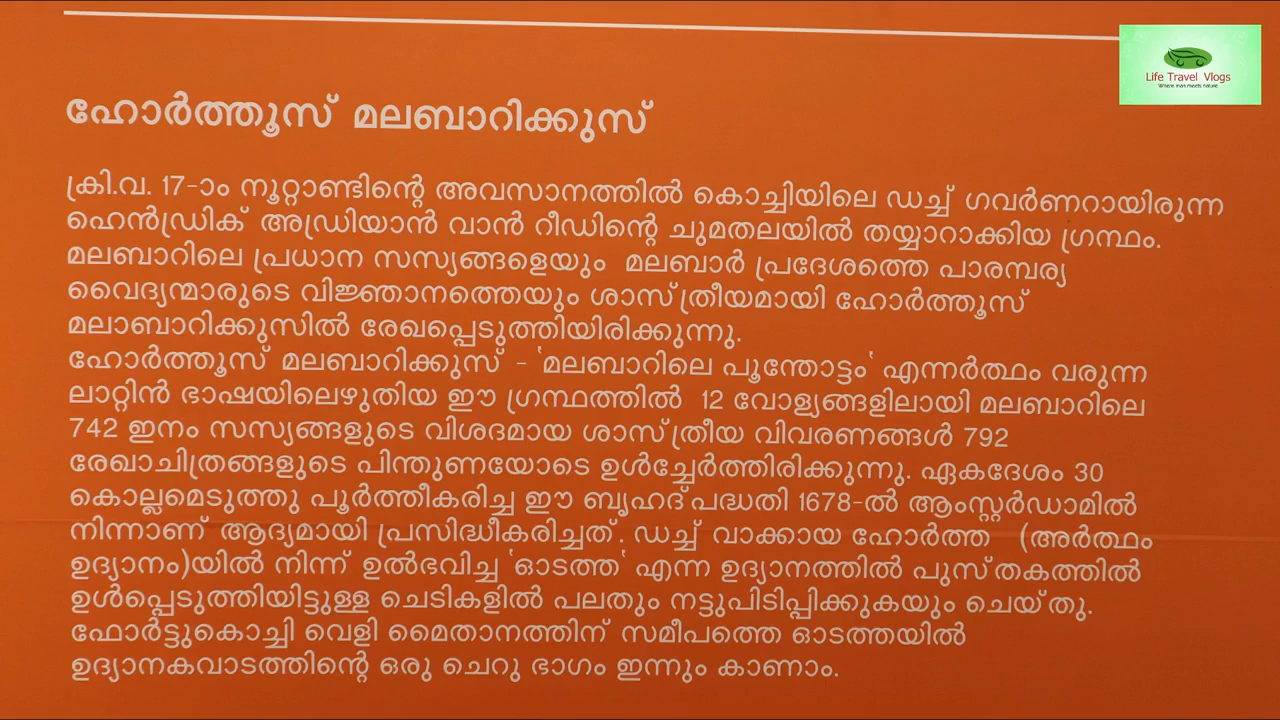 Life Travel Vlogs
Where man meets nature
ഹോർത്തൂസ് മലബാറിക്കുസ്
ക്രി.വ. 17-ാം നൂറ്റാണ്ടിന്റെ അവസാനത്തിൽ കൊച്ചിയിലെ ഡച്ച് ഗവർണറായിരുന്ന
ഹെൻഡ്രിക് അഡ്രിയാൻ വാൻ റീഡിന്റെ ചുമതലയിൽ തയ്യാറാക്കിയ ഗ്രന്ഥം.
മലബാറിലെ പ്രധാന സസ്യങ്ങളെയും മലബാർ പ്രദേശത്തെ പാരമ്പര്യ
വൈദ്യന്മാരുടെ വിജ്ഞാനത്തെയും ശാസ്ത്രീയമായി ഹോർത്തൂസ്
മലാബാറിക്കുസിൽ രേഖപ്പെടുത്തിയിരിക്കുന്നു.
ഹോർത്തൂസ് മലബാറിക്കുസ് - 'മലബാറിലെ പൂന്തോട്ടം' എന്നർത്ഥം വരുന്ന
ലാറ്റിൻ ഭാഷയിലെഴുതിയ ഈ ഗ്രന്ഥത്തിൽ 12 വോള്യങ്ങളിലായി മലബാറിലെ
742 ഇനം സസ്യങ്ങളുടെ വിശദമായ ശാസ്ത്രീയ വിവരണങ്ങൾ 792
രേഖാചിത്രങ്ങളുടെ പിന്തുണയോടെ ഉൾച്ചേർത്തിരിക്കുന്നു. ഏകദേശം 30
കൊല്ലമെടുത്തു പൂർത്തീകരിച്ച ഈ ബൃഹദ്പദ്ധതി 1678-ൽ ആംസ്റ്റർഡാമിൽ
നിന്നാണ് ആദ്യമായി പ്രസിദ്ധീകരിച്ചത്. ഡച്ച് വാക്കായ ഹോർത്ത (അർത്ഥം
ഉദ്യാനം)യിൽ നിന്ന് ഉൽഭവിച്ച 'ഓടത്ത' എന്ന ഉദ്യാനത്തിൽ പുസ്തകത്തിൽ
ഉൾപ്പെടുത്തിയിട്ടുള്ള ചെടികളിൽ പലതും നട്ടുപിടിപ്പിക്കുകയും ചെയ്തു.
ഫോർട്ടുകൊച്ചി വെളി മൈതാനത്തിന് സമീപത്തെ ഓടത്തയിൽ
ഉദ്യാനകവാടത്തിന്റെ ഒരു ചെറു ഭാഗം ഇന്നും കാണാം.